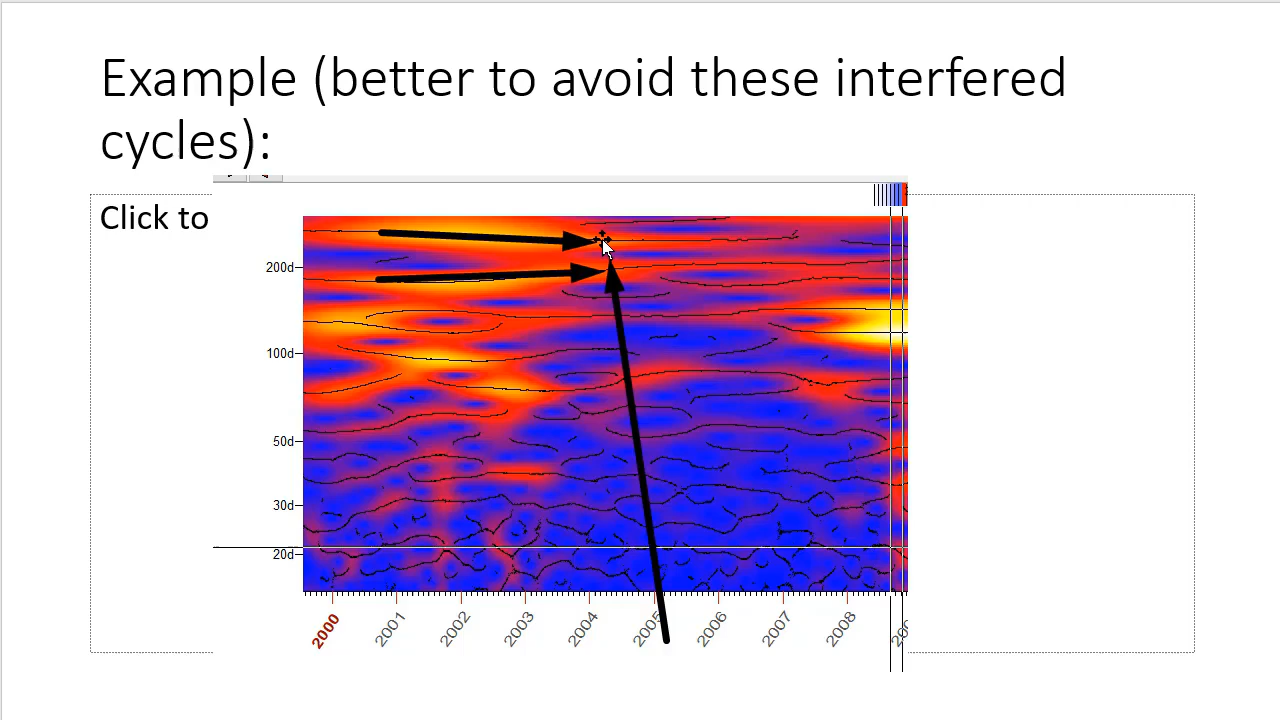 Example (better to avoid these interfered
cycles):
Click to
200d
100d
50d
30d
20d
2000 2001 2002 2003 2004 2005 2006 2007 2008